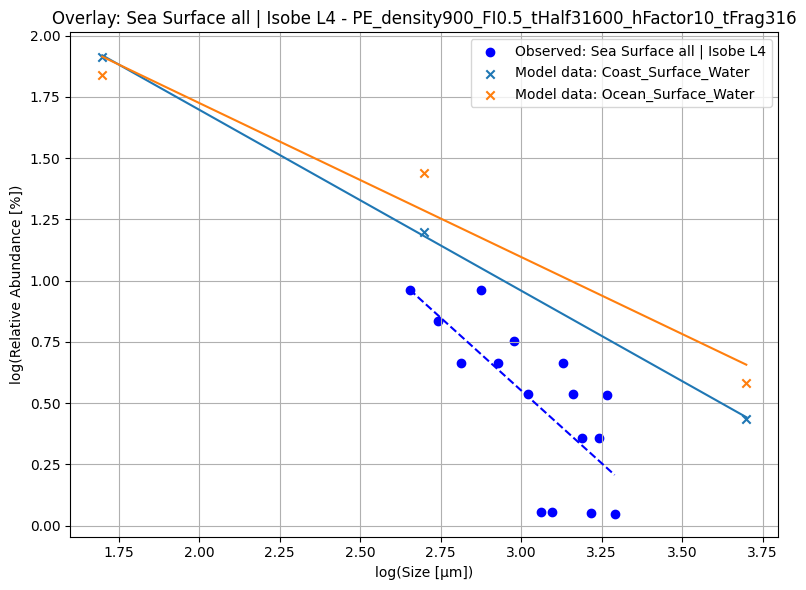 Overlay: Sea Surface all | Isobe L4 - PE_density900_FI0.5_tHalf31600_hFactor10_tFrag316
Observed: Sea Surface all | Isobe L4
Model data: Coast_Surface_Water
Model data: Ocean_Surface_Water
log(Relative Abundance [%])
2.00
1.75
1.50
1.25
1.00
0.75
0.50
0.25
0.00
1.75 2.00 2.25 2.50 2.75 3.00 3.25 3.50 3.75
log(Size [μm])